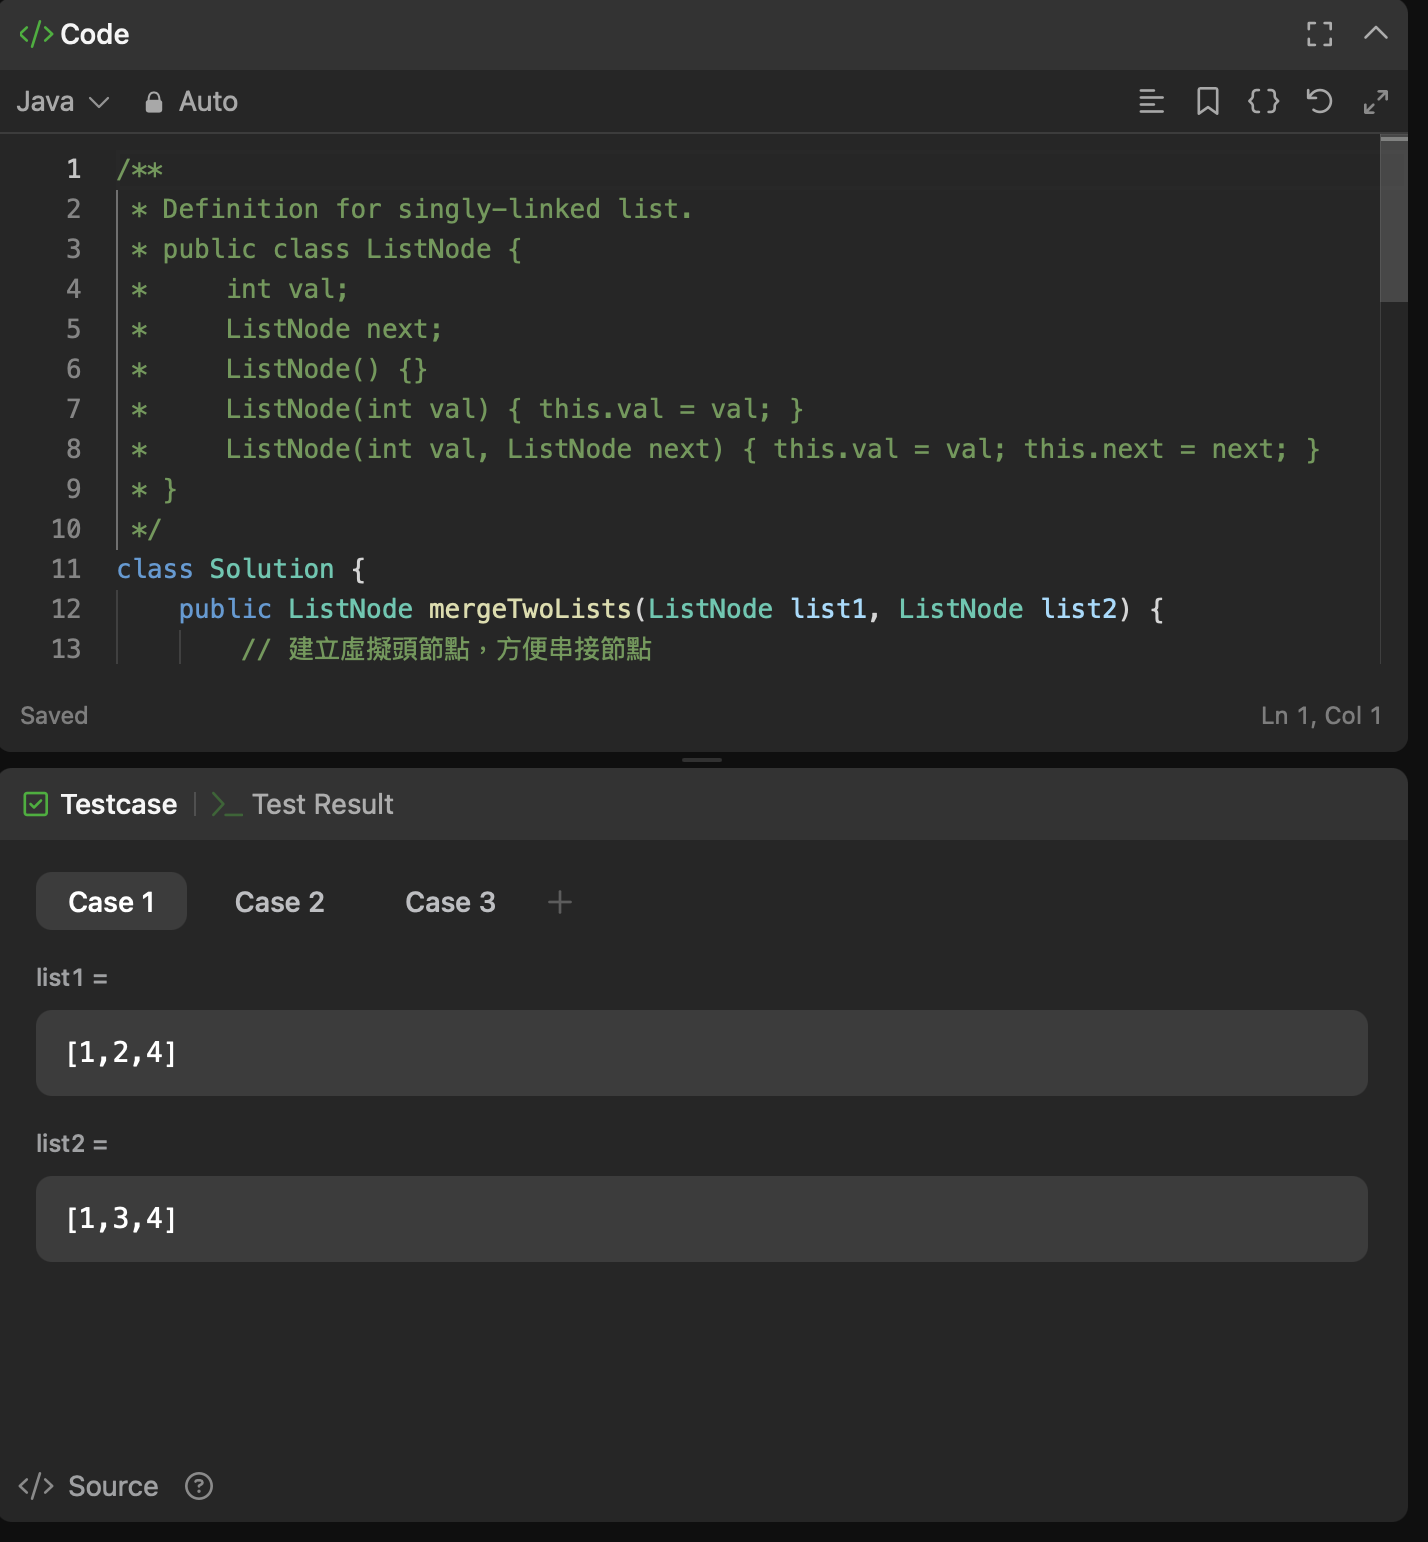 </> Code
Java Auto
1 /**
2  * Definition for singly-linked list.
3  * public class ListNode {
4  *     int val;
5  *     ListNode next;
6  *     ListNode() {}
7  *     ListNode(int val) { this.val = val; }
8  *     ListNode(int val, ListNode next) { this.val = val; this.next = next; }
9  * }
10  */
11 class Solution {
12     public ListNode mergeTwoLists(ListNode list1, ListNode list2) {
13         // 建立虛擬頭節點，方便串接節點
Saved Ln 1, Col 1
Testcase >_ Test Result
Case 1 Case 2 Case 3 +
list1 =
[1,2,4]
list2 =
[1,3,4]
</> Source ?